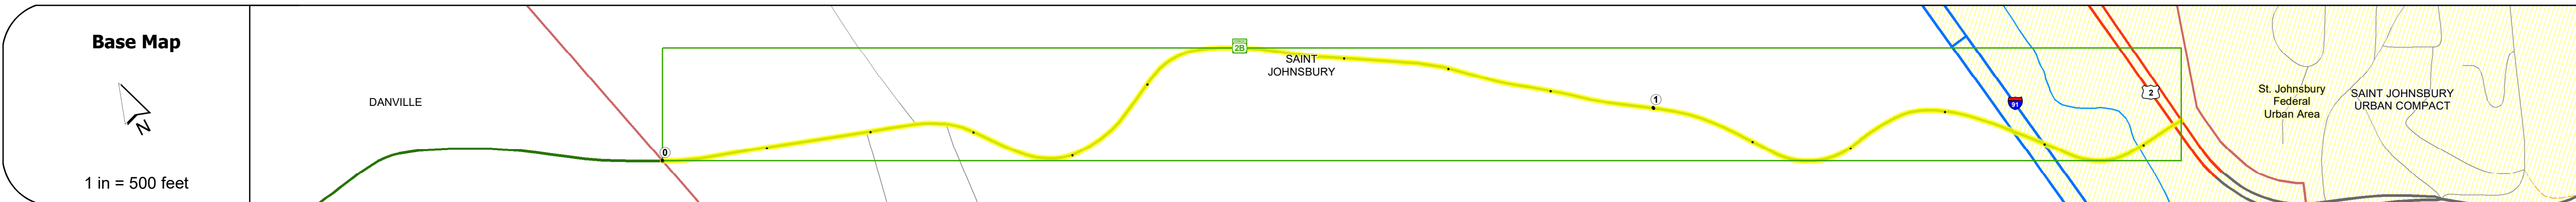 Base Map
N
1 in = 500 feet
DANVILLE
0
2B
SAINT
JOHNSBURY
1
91
2
St. Johnsbury
Federal
Urban Area
SAINT JOHNSBURY
URBAN COMPACT